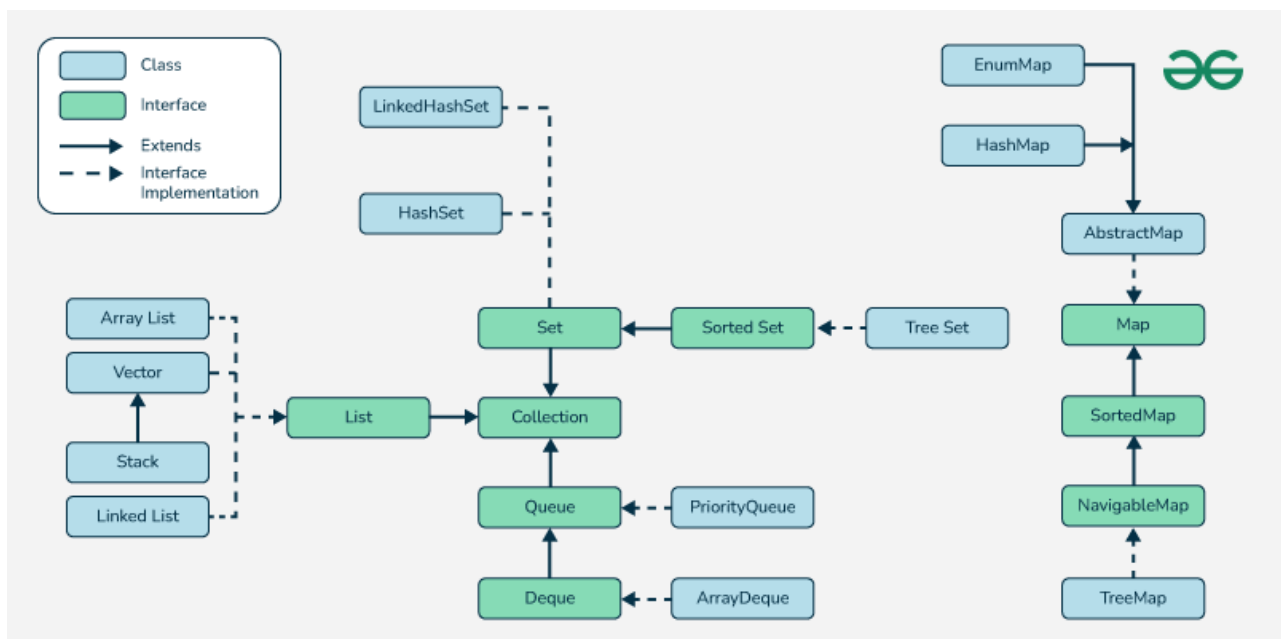 Class
Interface
Extends
Interface
Implementation
EnumMap
LinkedHashSet
HashMap
HashSet
AbstractMap
Array List
Set
Sorted Set
Tree Set
Map
Vector
List
Collection
SortedMap
Stack
Queue
PriorityQueue
NavigableMap
Linked List
Deque
ArrayDeque
TreeMap